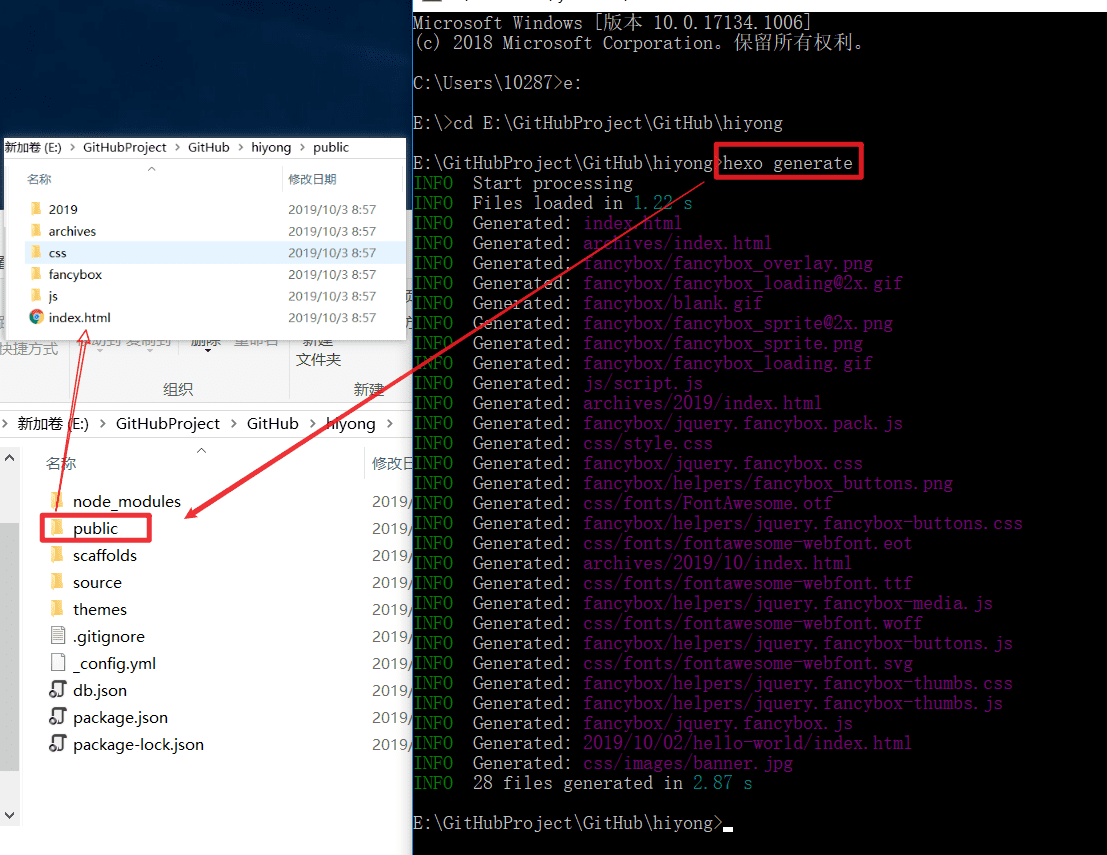 新加卷 (E:) > GitHubProject > GitHub > hiyong > public
名称 修改日期
2019 2019/10/3 8:57
archives 2019/10/3 8:57
css 2019/10/3 8:57
fancybox 2019/10/3 8:57
js 2019/10/3 8:57
index.html 2019/10/3 8:57
快捷方式 移动到 复制到 删除 重命名 新建
文件夹
组织 新建
> 新加卷 (E:) > GitHubProject > GitHub > hiyong >
名称 修改日
node_modules 2019/
public 2019/
scaffolds 2019/
source 2019/
themes 2019/
.gitignore 2019/
_config.yml 2019/
db.json 2019/
package.json 2019/
package-lock.json 2019/
Microsoft Windows [版本 10.0.17134.1006]
(c) 2018 Microsoft Corporation。保留所有权利。
C:\Users\10287>e:
E:\>cd E:\GitHubProject\GitHub\hiyong
E:\GitHubProject\GitHub\hiyong>hexo generate
INFO  Start processing
INFO  Files loaded in 1.22 s
INFO  Generated: index.html
INFO  Generated: archives/index.html
INFO  Generated: fancybox/fancybox_overlay.png
INFO  Generated: fancybox/fancybox_loading@2x.gif
INFO  Generated: fancybox/blank.gif
INFO  Generated: fancybox/fancybox_sprite@2x.png
INFO  Generated: fancybox/fancybox_sprite.png
INFO  Generated: fancybox/fancybox_loading.gif
INFO  Generated: js/script.js
INFO  Generated: archives/2019/index.html
INFO  Generated: fancybox/jquery.fancybox.pack.js
INFO  Generated: css/style.css
INFO  Generated: fancybox/jquery.fancybox.css
INFO  Generated: fancybox/helpers/fancybox_buttons.png
INFO  Generated: css/fonts/FontAwesome.otf
INFO  Generated: fancybox/helpers/jquery.fancybox-buttons.css
INFO  Generated: css/fonts/fontawesome-webfont.eot
INFO  Generated: archives/2019/10/index.html
INFO  Generated: css/fonts/fontawesome-webfont.ttf
INFO  Generated: fancybox/helpers/jquery.fancybox-media.js
INFO  Generated: css/fonts/fontawesome-webfont.woff
INFO  Generated: fancybox/helpers/jquery.fancybox-buttons.js
INFO  Generated: css/fonts/fontawesome-webfont.svg
INFO  Generated: fancybox/helpers/jquery.fancybox-thumbs.css
INFO  Generated: fancybox/helpers/jquery.fancybox-thumbs.js
INFO  Generated: fancybox/jquery.fancybox.js
INFO  Generated: 2019/10/02/hello-world/index.html
INFO  Generated: css/images/banner.jpg
INFO  28 files generated in 2.87 s
E:\GitHubProject\GitHub\hiyong>